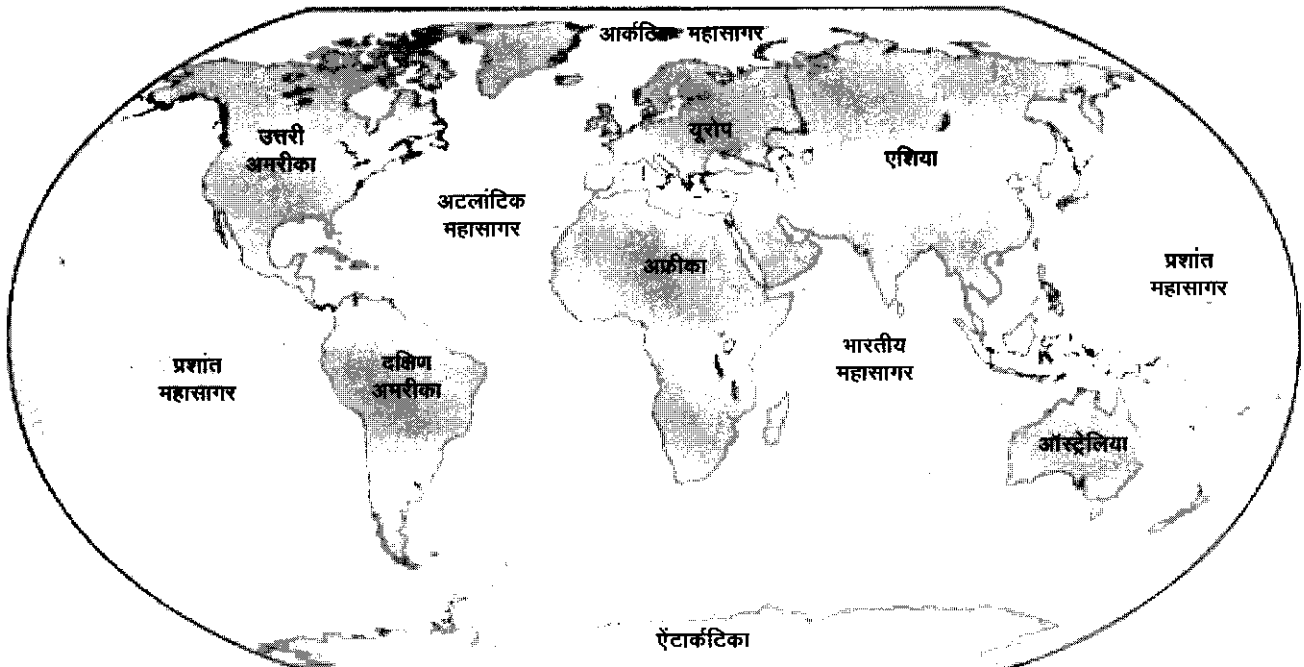 आर्कटिक महासागर
यूरोप
उत्तरी
अमरीका
एशिया
अटलांटिक
महासागर
अफ्रीका
प्रशांत
महासागर
भारतीय
महासागर
प्रशांत
महासागर
दक्षिण
अमरीका
ऑस्ट्रेलिया
ऐंटार्कटिका